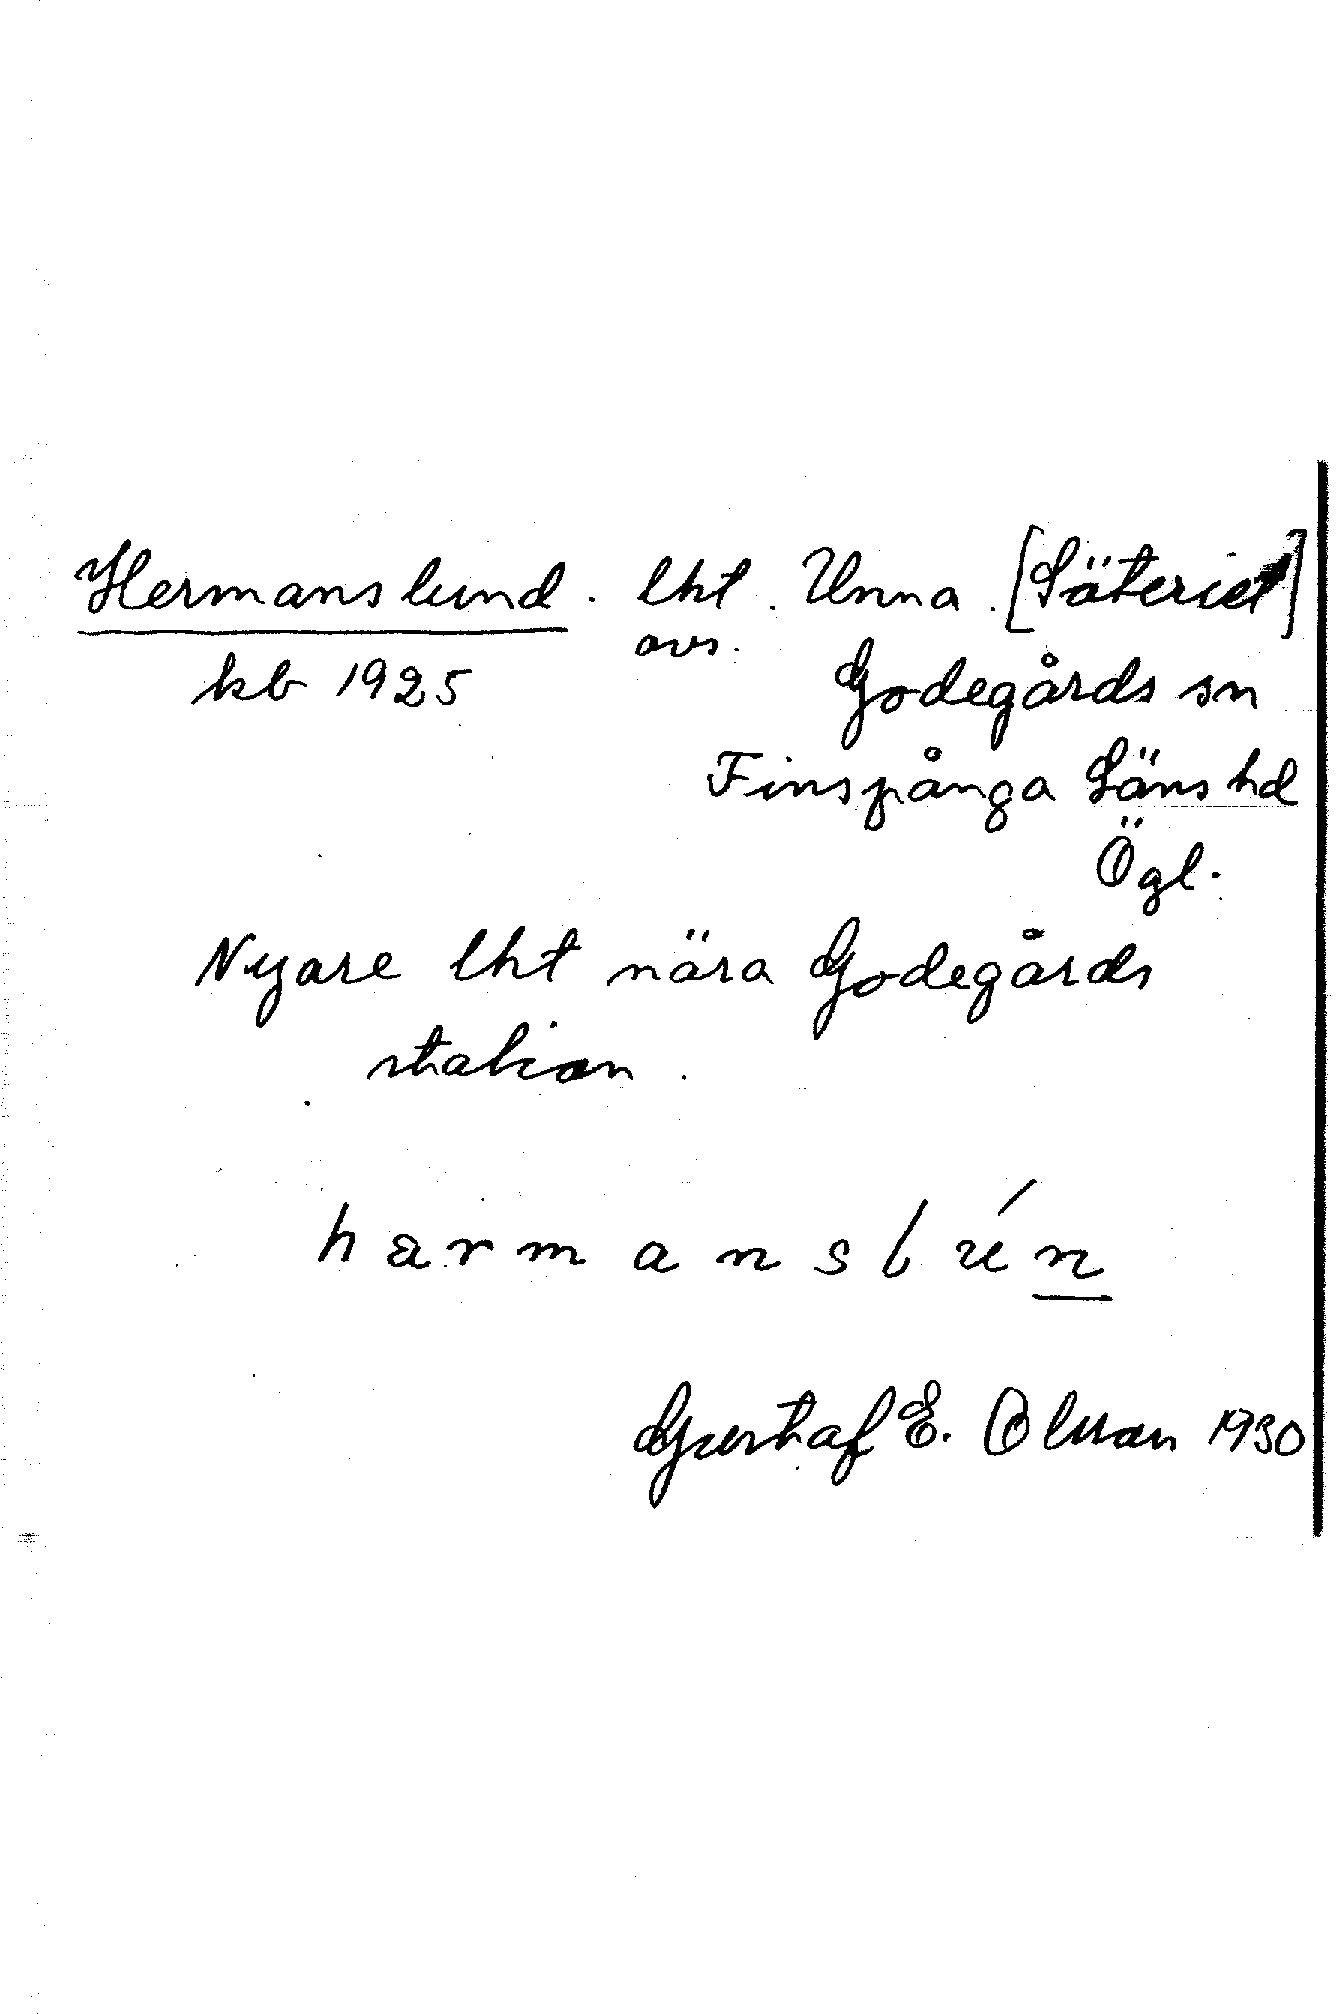 Hermanslund. lht. Unna. [Säteriet]
avs.
kb 1925 Godegårds sn
Finspånga Läns hd
Ögl.
Nyare lht nära Godegårds
station.
harmanslún
Gustaf E. Olsson 1930